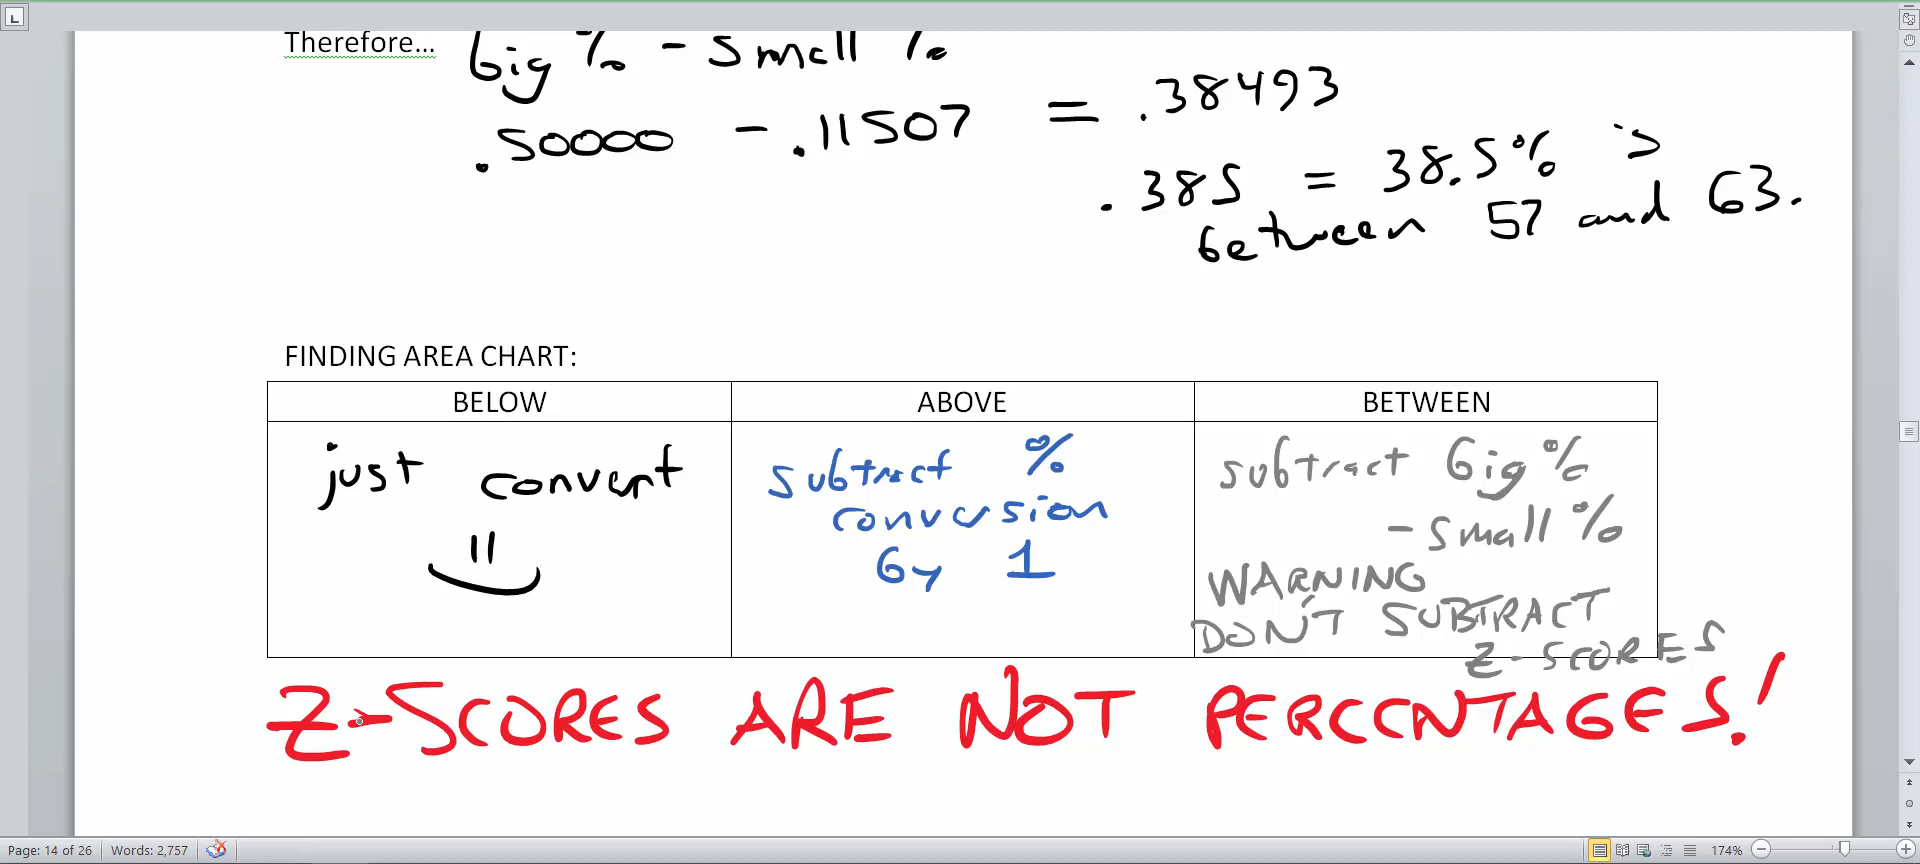 Therefore... big % - small %
.50000 - .11507 = .38493
.385 = 38.5% is
between 57 and 63.
FINDING AREA CHART:
BELOW
just convert
ABOVE
subtract %
conversion
by 1
BETWEEN
subtract big %
- small %
WARNING
DON'T SUBTRACT
Z-SCORES
Z-SCORES ARE NOT PERCENTAGES!
Page: 14 of 26 Words: 2,757 174%